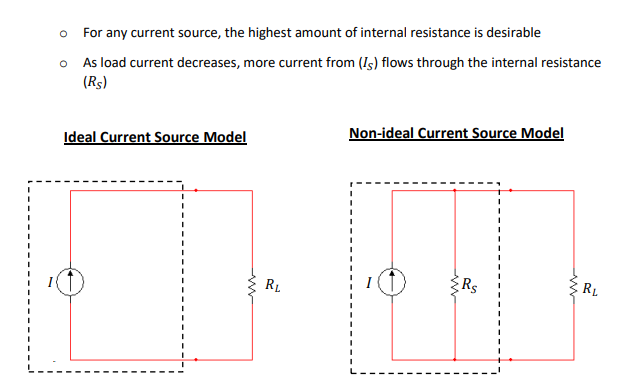 o For any current source, the highest amount of internal resistance is desirable
o As load current decreases, more current from (I_S) flows through the internal resistance
(R_S)
Ideal Current Source Model
Non-ideal Current Source Model
I
R_L
I
R_S
R_L